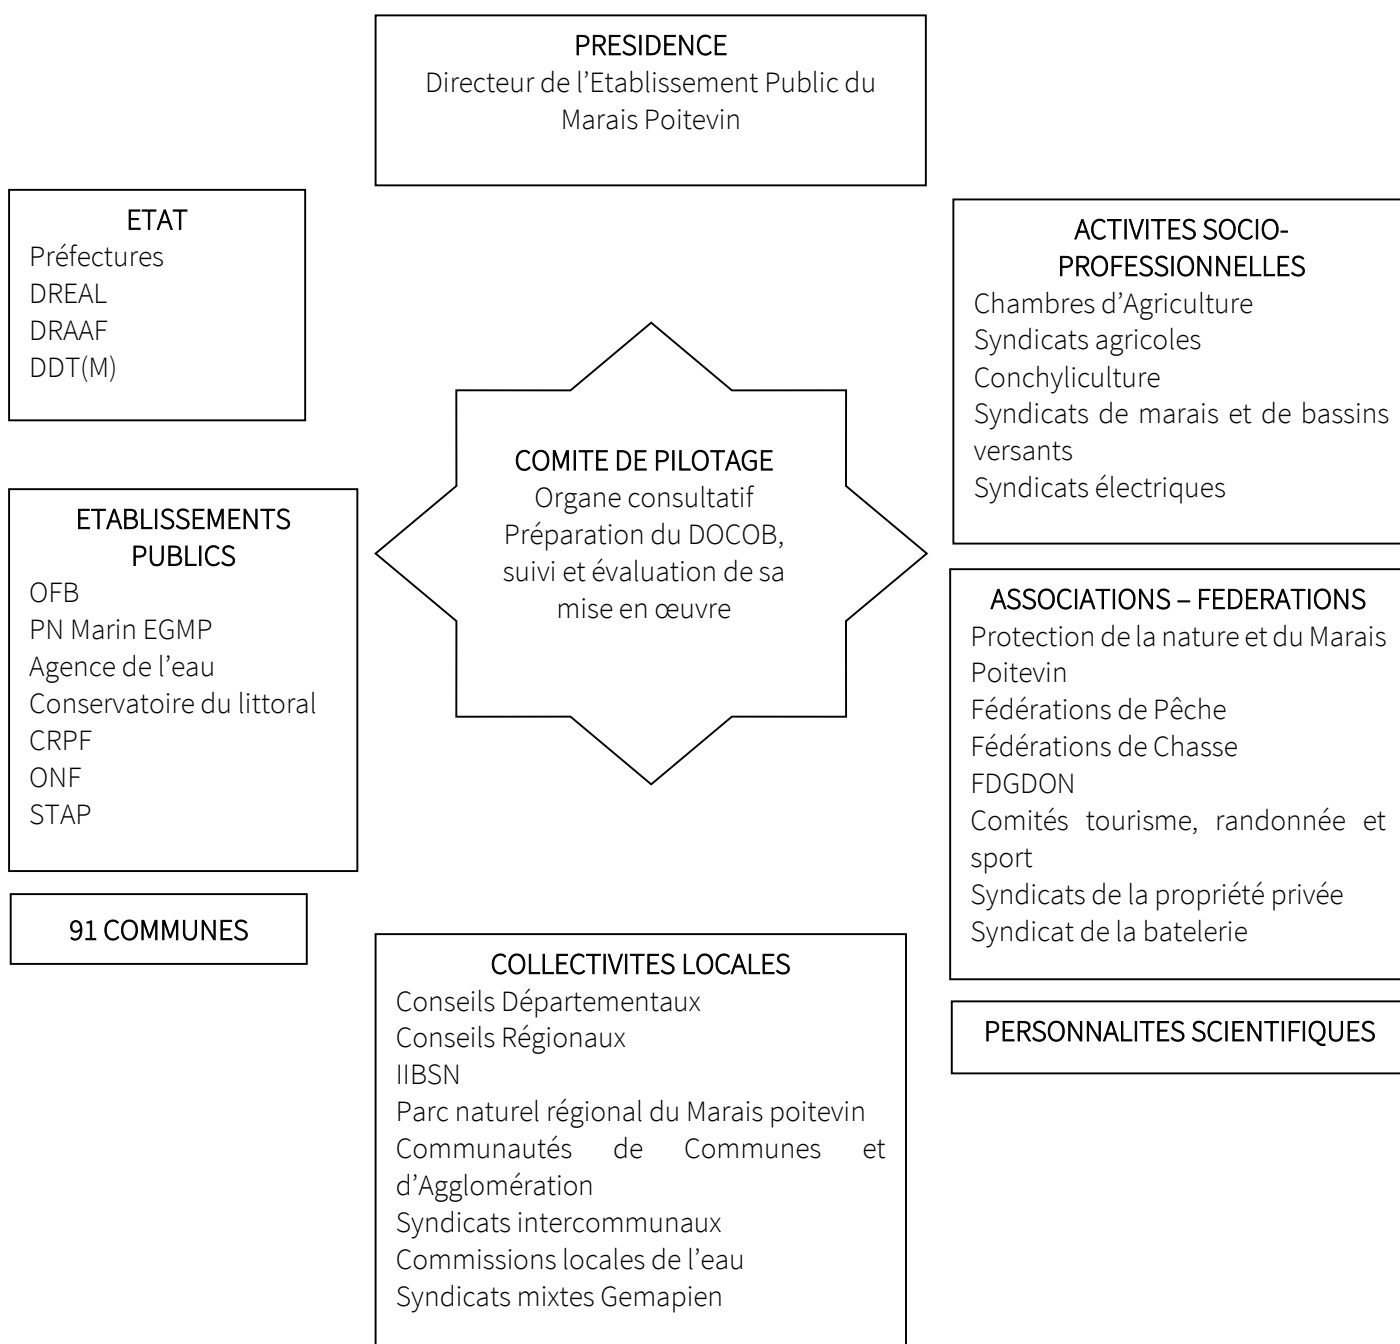 PRESIDENCE
Directeur de l’Etablissement Public du
Marais Poitevin
ETAT
Préfectures
DREAL
DRAAF
DDT(M)
ACTIVITES SOCIO-
PROFESSIONNELLES
Chambres d’Agriculture
Syndicats agricoles
Conchyliculture
Syndicats de marais et de bassins
versants
Syndicats électriques
COMITE DE PILOTAGE
Organe consultatif
Préparation du DOCOB,
suivi et évaluation de sa
mise en œuvre
ETABLISSEMENTS
PUBLICS
OFB
PN Marin EGMP
Agence de l’eau
Conservatoire du littoral
CRPF
ONF
STAP
ASSOCIATIONS – FEDERATIONS
Protection de la nature et du Marais
Poitevin
Fédérations de Pêche
Fédérations de Chasse
FDGDON
Comités tourisme, randonnée et
sport
Syndicats de la propriété privée
Syndicat de la batelerie
91 COMMUNES
COLLECTIVITES LOCALES
Conseils Départementaux
Conseils Régionaux
IIBSN
Parc naturel régional du Marais poitevin
Communautés de Communes et
d’Agglomération
Syndicats intercommunaux
Commissions locales de l’eau
Syndicats mixtes Gemapien
PERSONNALITES SCIENTIFIQUES